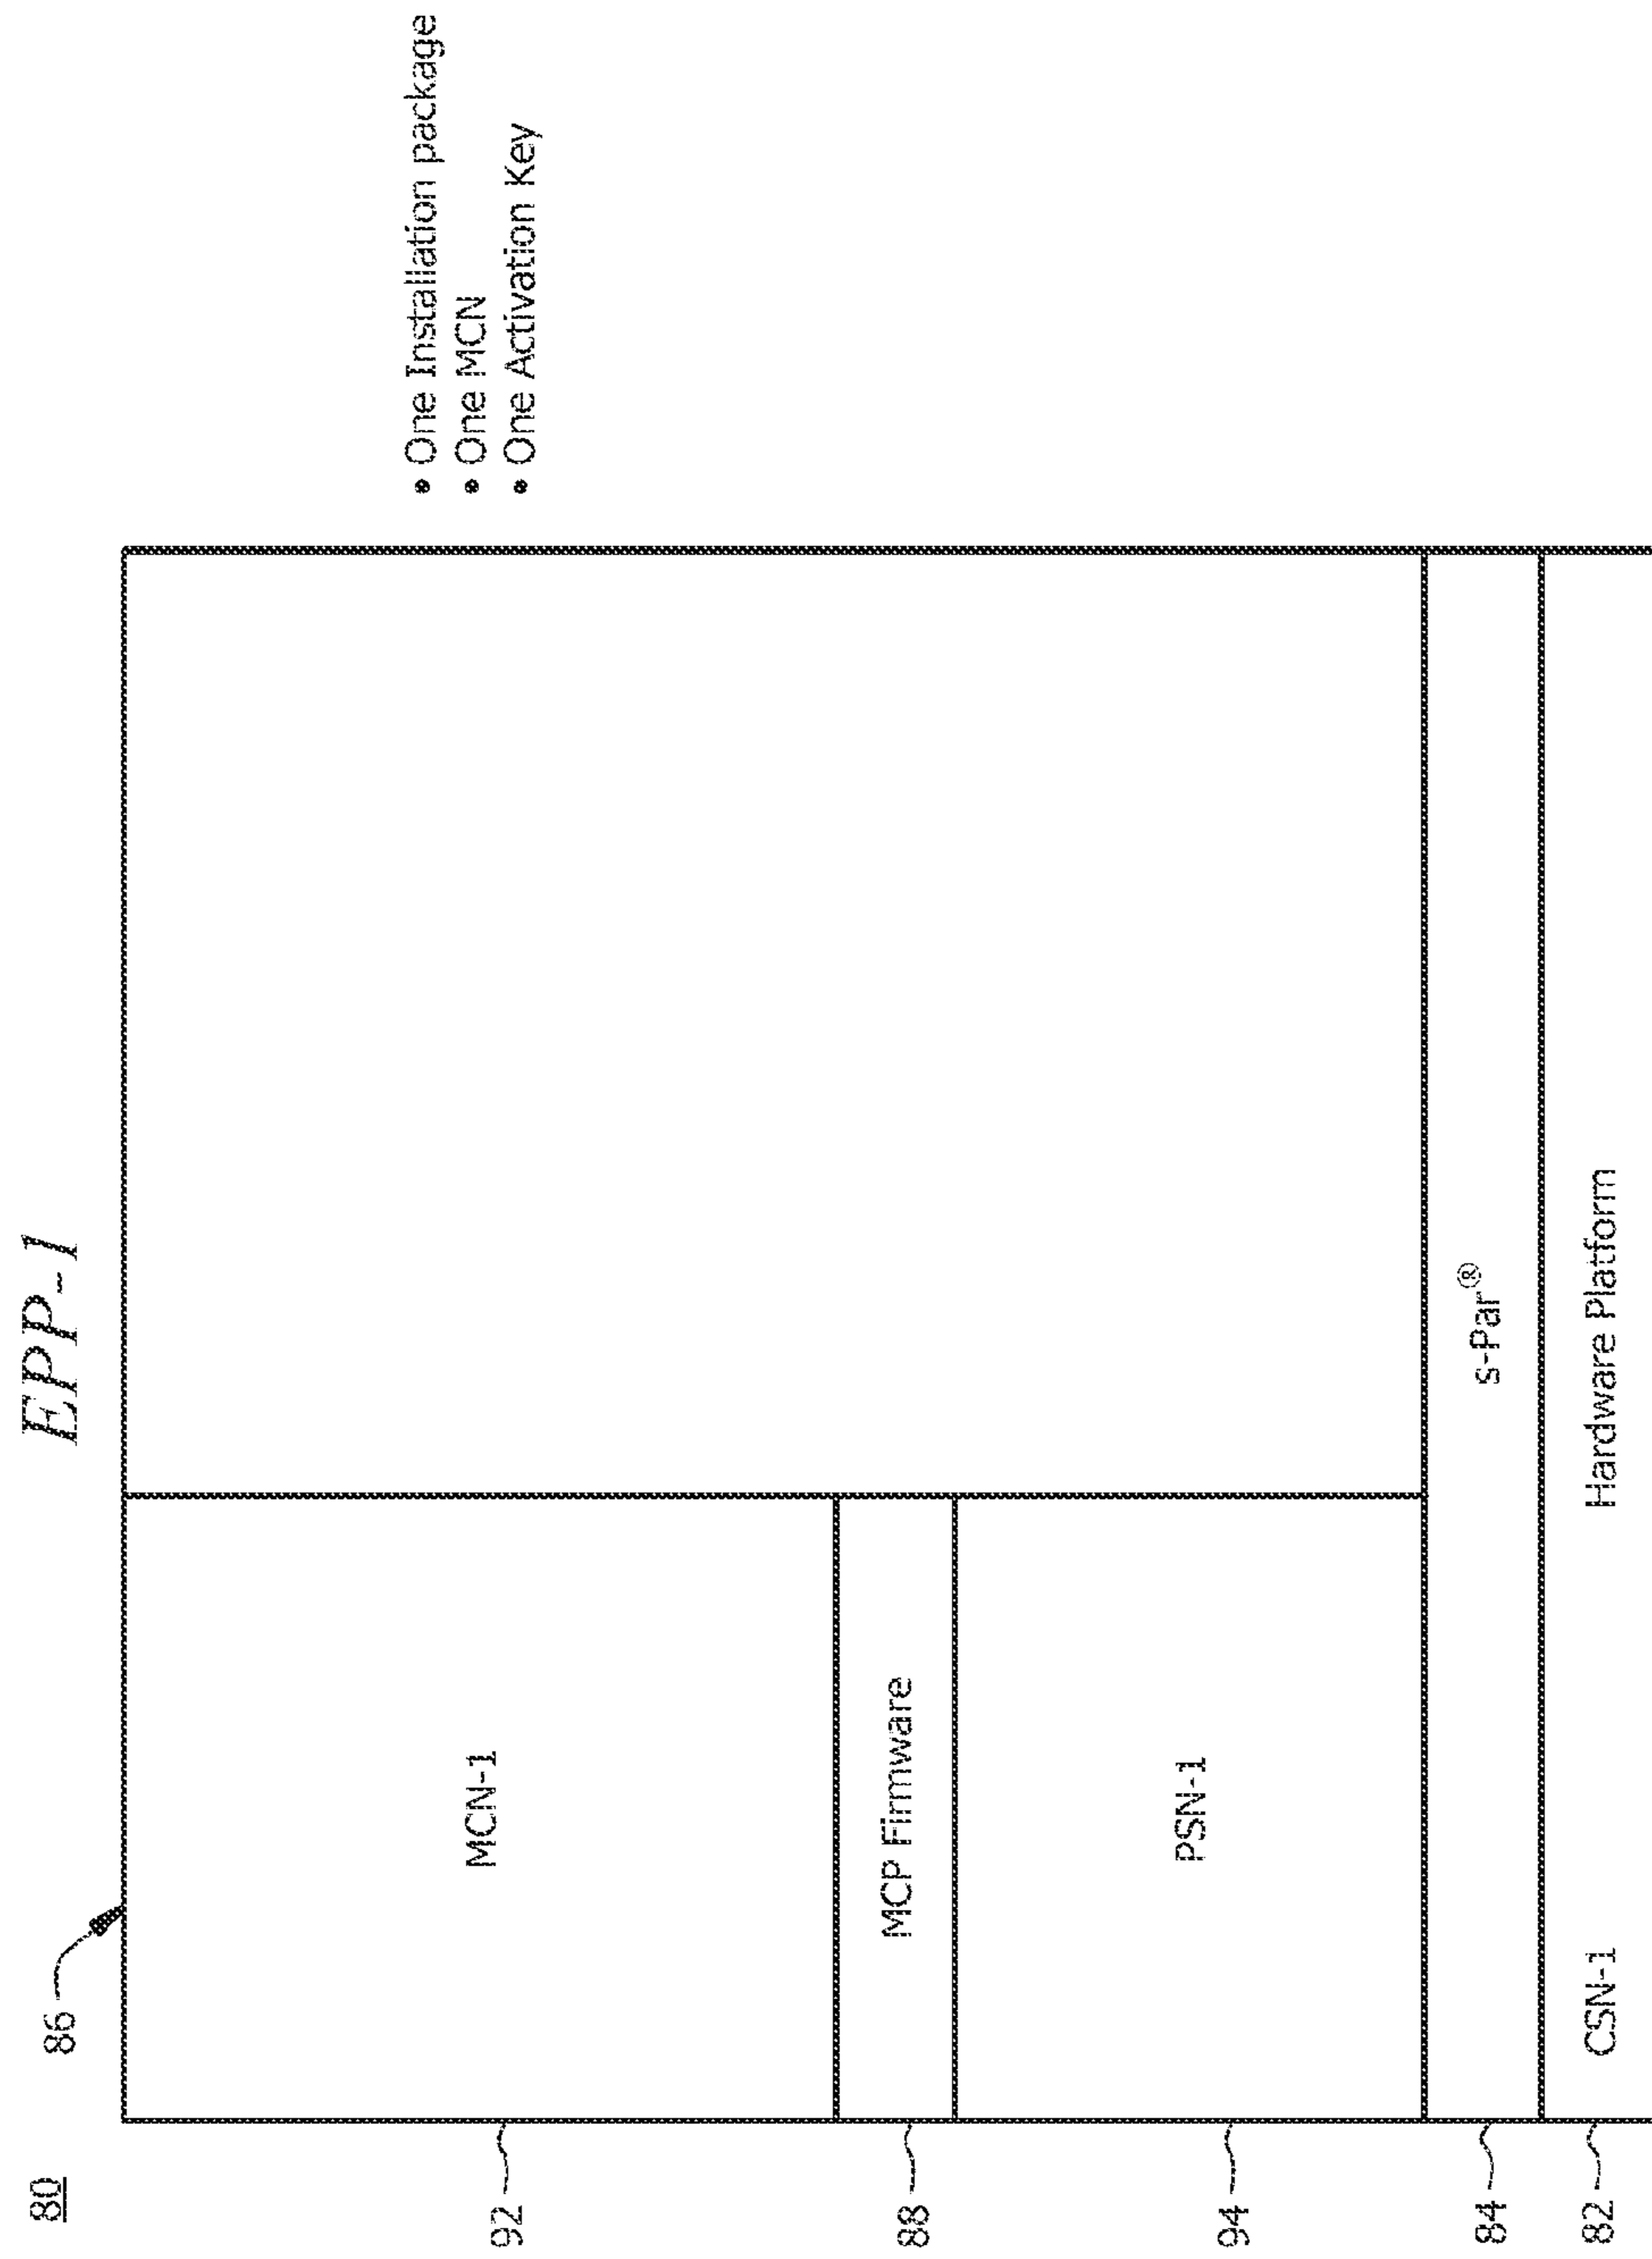 EPP-1
80
86
• One Installation package
• One MCN
• One Activation Key
92
MCN-1
88
MCP Firmware
94
PSN-1
84
s-Par®
82
CSN-1
Hardware Platform